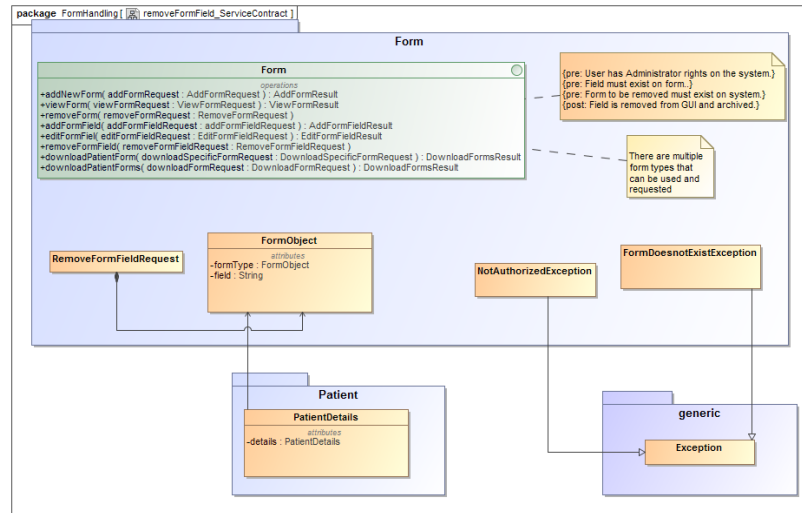 package FormHandling [ removeFormField_ServiceContract ]
Form
Form
operations
+addNewForm( addFormRequest : AddFormRequest ) : AddFormResult
+viewForm( viewFormRequest : ViewFormRequest ) : ViewFormResult
+removeForm( removeFormRequest : RemoveFormRequest )
+addFormField( addFormFieldRequest : addFormFieldRequest ) : AddFormFieldResult
+editFormFiel( editFormFieldRequest : EditFormFieldRequest ) : EditFormFieldResult
+removeFormField( removeFormFieldRequest : RemoveFormFieldRequest )
+downloadPatientForm( downloadSpecificFormRequest : DownloadSpecificFormRequest ) : DownloadFormsResult
+downloadPatientForms( downloadFormRequest : DownloadFormRequest ) : DownloadFormsResult
{pre: User has Administrator rights on the system.}
{pre: Field must exist on form..}
{pre: Form to be removed must exist on system.}
{post: Field is removed from GUI and archived.}
There are multiple
form types that
can be used and
requested
RemoveFormFieldRequest
FormObject
attributes
-formType : FormObject
-field : String
NotAuthorizedException
FormDoesnotExistException
Patient
PatientDetails
attributes
-details : PatientDetails
generic
Exception